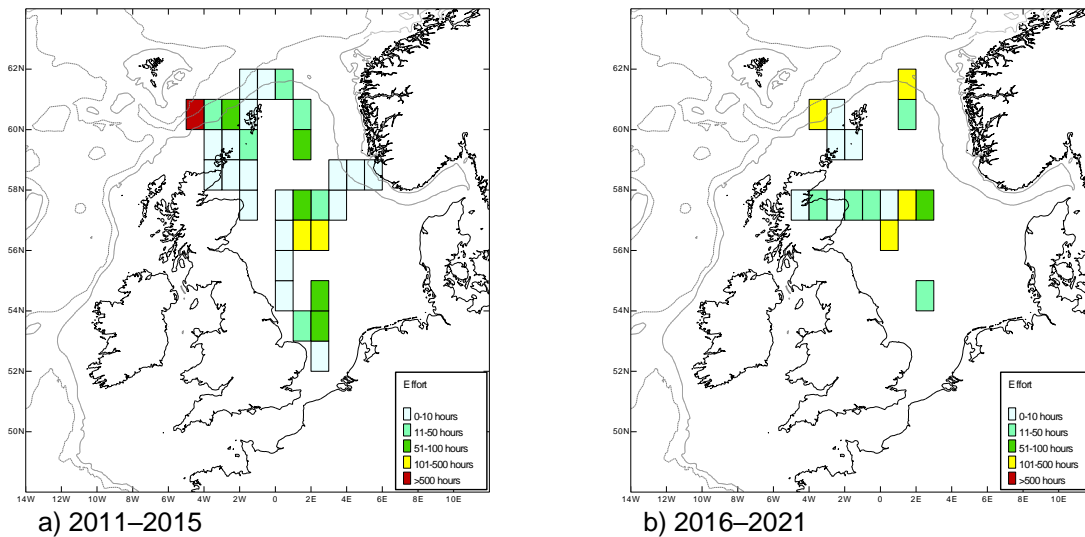 62N
60N
58N
56N
54N
52N
50N
Effort
0-10 hours
11-50 hours
51-100 hours
101-500 hours
>500 hours
14W 12W 10W 8W 6W 4W 2W 0 2E 4E 6E 8E 10E
a) 2011–2015
62N
60N
58N
56N
54N
52N
50N
Effort
0-10 hours
11-50 hours
51-100 hours
101-500 hours
>500 hours
14W 12W 10W 8W 6W 4W 2W 0 2E 4E 6E 8E 10E
b) 2016–2021